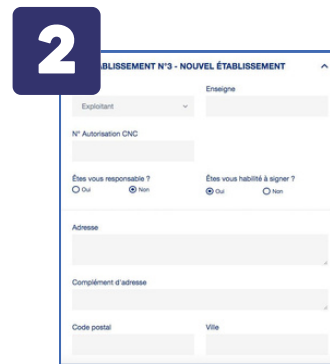 2
ABLISSEMENT N°3 - NOUVEL ÉTABLISSEMENT
Enseigne
Exploitant
N° Autorisation CNC
Êtes vous responsable ? Êtes vous habilité à signer ?
Oui Non Oui Non
Adresse
Complément d'adresse
Code postal Ville